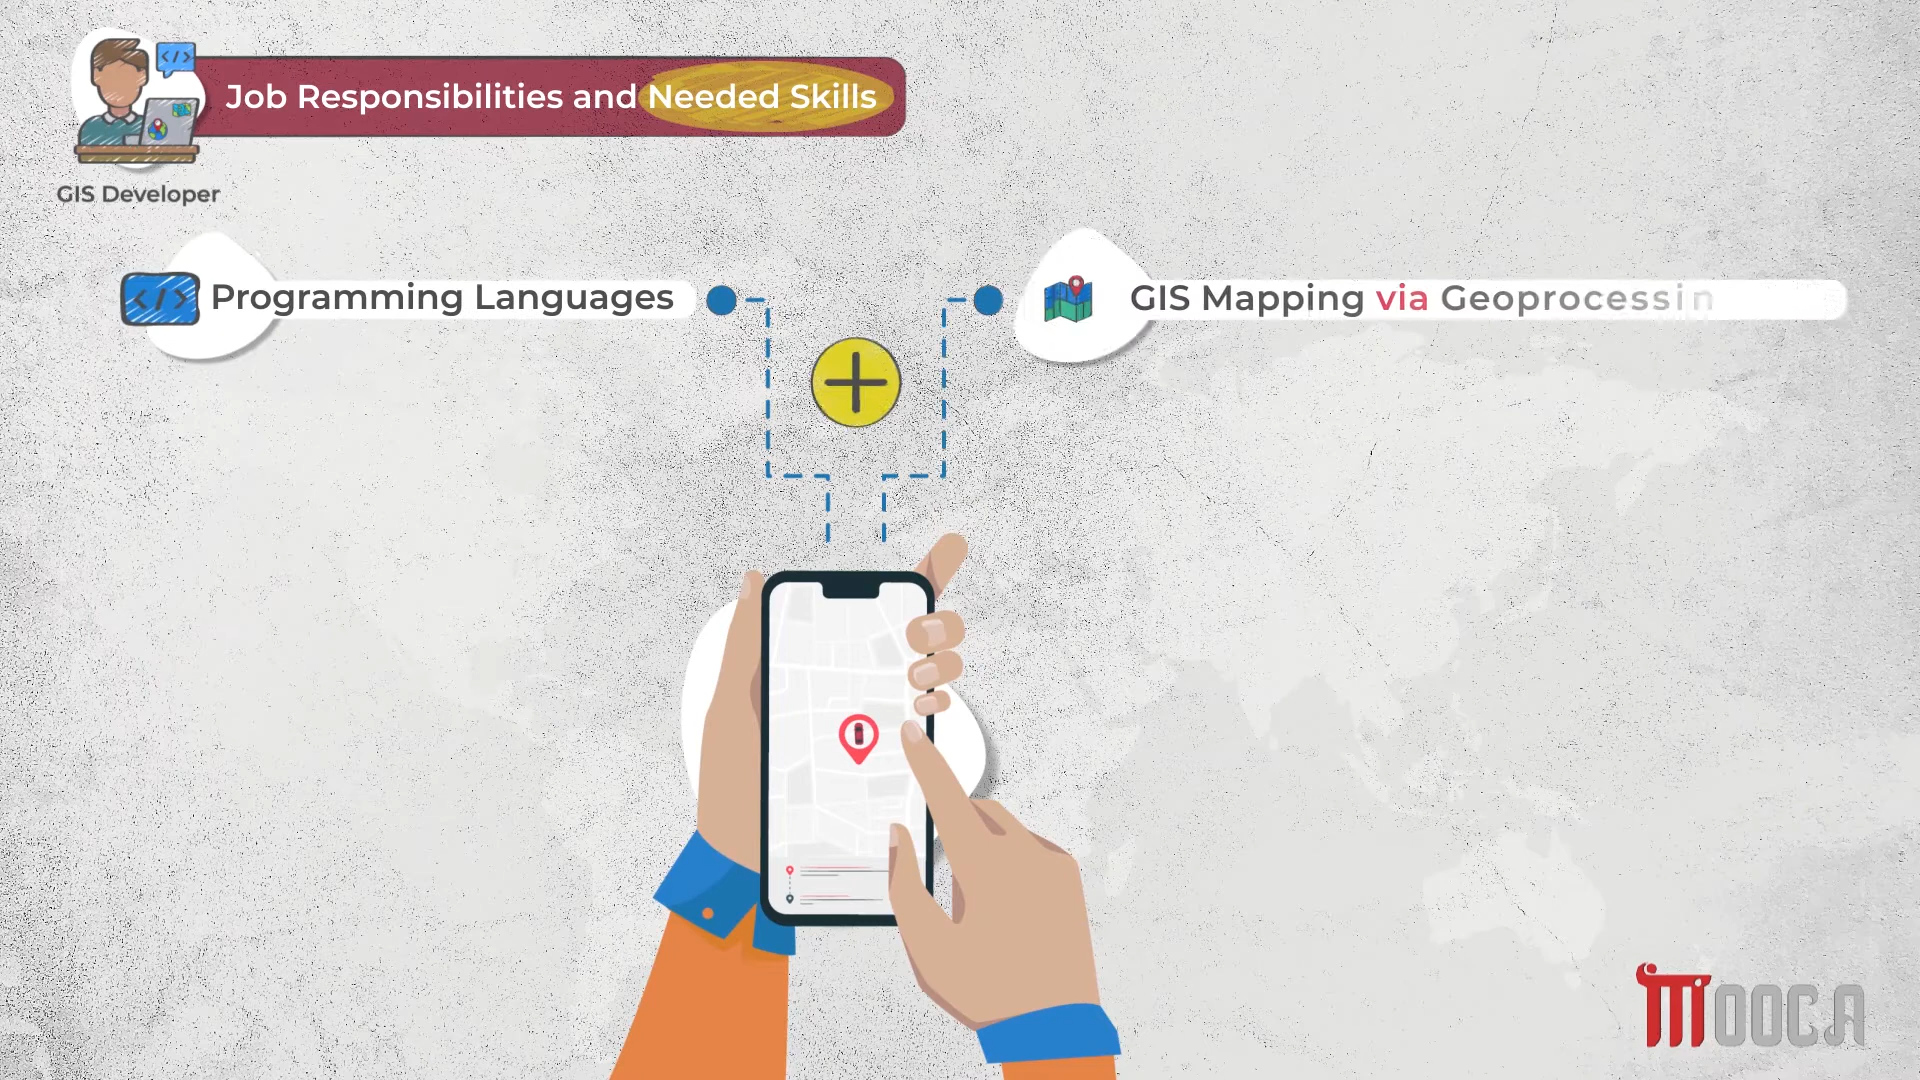 Job Responsibilities and Needed Skills
GIS Developer
</> Programming Languages
GIS Mapping via Geoprocessin
MOOCA